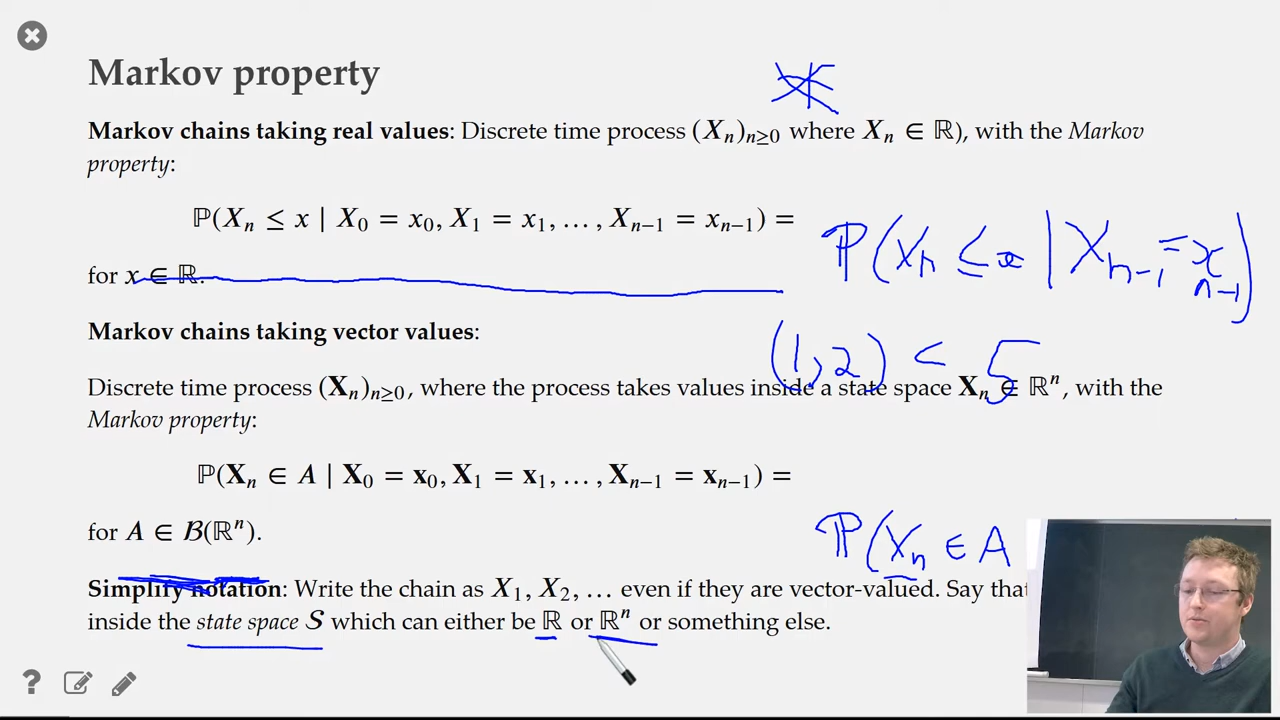 Markov property
Markov chains taking real values: Discrete time process (Xₙ)ₙ≥₀ where Xₙ ∈ ℝ), with the Markov
property:
ℙ(Xₙ ≤ x | X₀ = x₀, X₁ = x₁, …, Xₙ₋₁ = xₙ₋₁) = ℙ(Xₙ ≤ x | Xₙ₋₁ = xₙ₋₁)
for x ∈ ℝ.
Markov chains taking vector values:
(1, 2) < 5
Discrete time process (𝐗ₙ)ₙ≥₀, where the process takes values inside a state space 𝐗ₙ ∈ ℝⁿ, with the
Markov property:
ℙ(𝐗ₙ ∈ A | 𝐗₀ = 𝐱₀, 𝐗₁ = 𝐱₁, …, 𝐗ₙ₋₁ = 𝐱ₙ₋₁) =
for A ∈ ℬ(ℝⁿ).
ℙ(Xₙ ∈ A
Simplify notation: Write the chain as X₁, X₂, … even if they are vector-valued. Say that
inside the state space 𝒮 which can either be ℝ or ℝⁿ or something else.
?